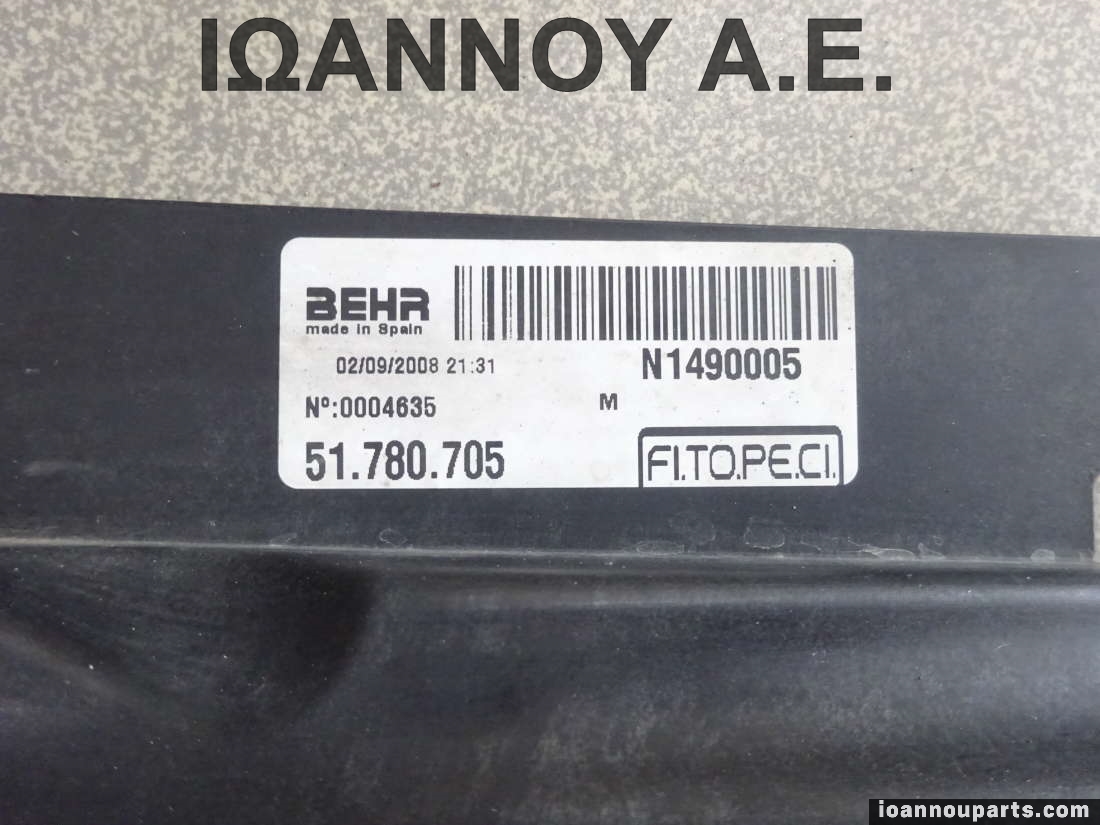 ΙΩΑΝΝΟΥ Α.Ε.
BEHR
made in Spain
02/09/2008 21:31
N1490005
Nº:0004635
M
51.780.705
FI.TO.PE.CI.
ioannouparts.com